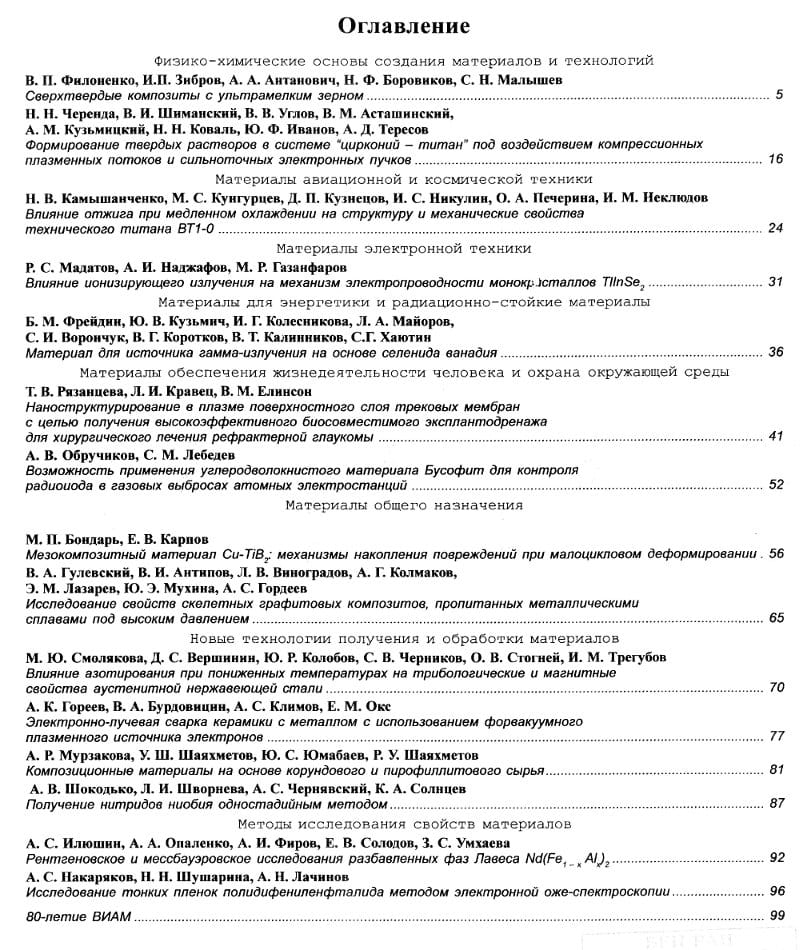 Оглавление
Физико-химические основы создания материалов и технологий
В. П. Филоненко, И.П. Зибров, А. А. Антанович, Н. Ф. Боровиков, С. Н. Малышев
Сверхтвердые композиты с ультрамелким зерном ... 5
Н. Н. Черенда, В. И. Шиманский, В. В. Углов, В. М. Асташинский,
А. М. Кузьмицкий, Н. Н. Коваль, Ю. Ф. Иванов, А. Д. Тересов
Формирование твердых растворов в системе "цирконий – титан" под воздействием компрессионных
плазменных потоков и сильноточных электронных пучков ... 16
Материалы авиационной и космической техники
Н. В. Камышанченко, М. С. Кунгурцев, Д. П. Кузнецов, И. С. Никулин, О. А. Печерина, И. М. Неклюдов
Влияние отжига при медленном охлаждении на структуру и механические свойства
технического титана ВТ1-0 ... 24
Материалы электронной техники
Р. С. Мадатов, А. И. Наджафов, М. Р. Газанфаров
Влияние ионизирующего излучения на механизм электропроводности монокристаллов TlInSe2 ... 31
Материалы для энергетики и радиационно-стойкие материалы
Б. М. Фрейдин, Ю. В. Кузьмич, И. Г. Колесникова, Л. А. Майоров,
С. И. Ворончук, В. Г. Коротков, В. Т. Калинников, С.Г. Хаютин
Материал для источника гамма-излучения на основе селенида ванадия ... 36
Материалы обеспечения жизнедеятельности человека и охрана окружающей среды
Т. В. Рязанцева, Л. И. Кравец, В. М. Елинсон
Наноструктурирование в плазме поверхностного слоя трековых мембран
с целью получения высокоэффективного биосовместимого эксплантодренажа
для хирургического лечения рефрактерной глаукомы ... 41
А. В. Обручиков, С. М. Лебедев
Возможность применения углеродволокнистого материала Бусофит для контроля
радиоиода в газовых выбросах атомных электростанций ... 52
Материалы общего назначения
М. П. Бондарь, Е. В. Карпов
Мезокомпозитный материал Cu-TiB2: механизмы накопления повреждений при малоцикловом деформировании . 56
В. А. Гулевский, В. И. Антипов, Л. В. Виноградов, А. Г. Колмаков,
Э. М. Лазарев, Ю. Э. Мухина, А. С. Гордеев
Исследование свойств скелетных графитовых композитов, пропитанных металлическими
сплавами под высоким давлением ... 65
Новые технологии получения и обработки материалов
М. Ю. Смолякова, Д. С. Вершинин, Ю. Р. Колобов, С. В. Черников, О. В. Стогней, И. М. Трегубов
Влияние азотирования при пониженных температурах на трибологические и магнитные
свойства аустенитной нержавеющей стали ... 70
А. К. Гореев, В. А. Бурдовицин, А. С. Климов, Е. М. Окс
Электронно-лучевая сварка керамики с металлом с использованием форвакуумного
плазменного источника электронов ... 77
А. Р. Мурзакова, У. Ш. Шаяхметов, Ю. С. Юмабаев, Р. У. Шаяхметов
Композиционные материалы на основе корундового и пирофиллитового сырья ... 81
А. В. Шокодько, Л. И. Шворнева, А. С. Чернявский, К. А. Солнцев
Получение нитридов ниобия одностадийным методом ... 87
Методы исследования свойств материалов
А. С. Илюшин, А. А. Опаленко, А. И. Фиров, Е. В. Солодов, З. С. Умхаева
Рентгеновское и мессбауэровское исследования разбавленных фаз Лавеса Nd(Fe1 – xAlx)2 ... 92
А. С. Накаряков, Н. Н. Шушарина, А. Н. Лачинов
Исследование тонких пленок полидифениленфталида методом электронной оже-спектроскопии ... 96
80-летие ВИАМ ... 99